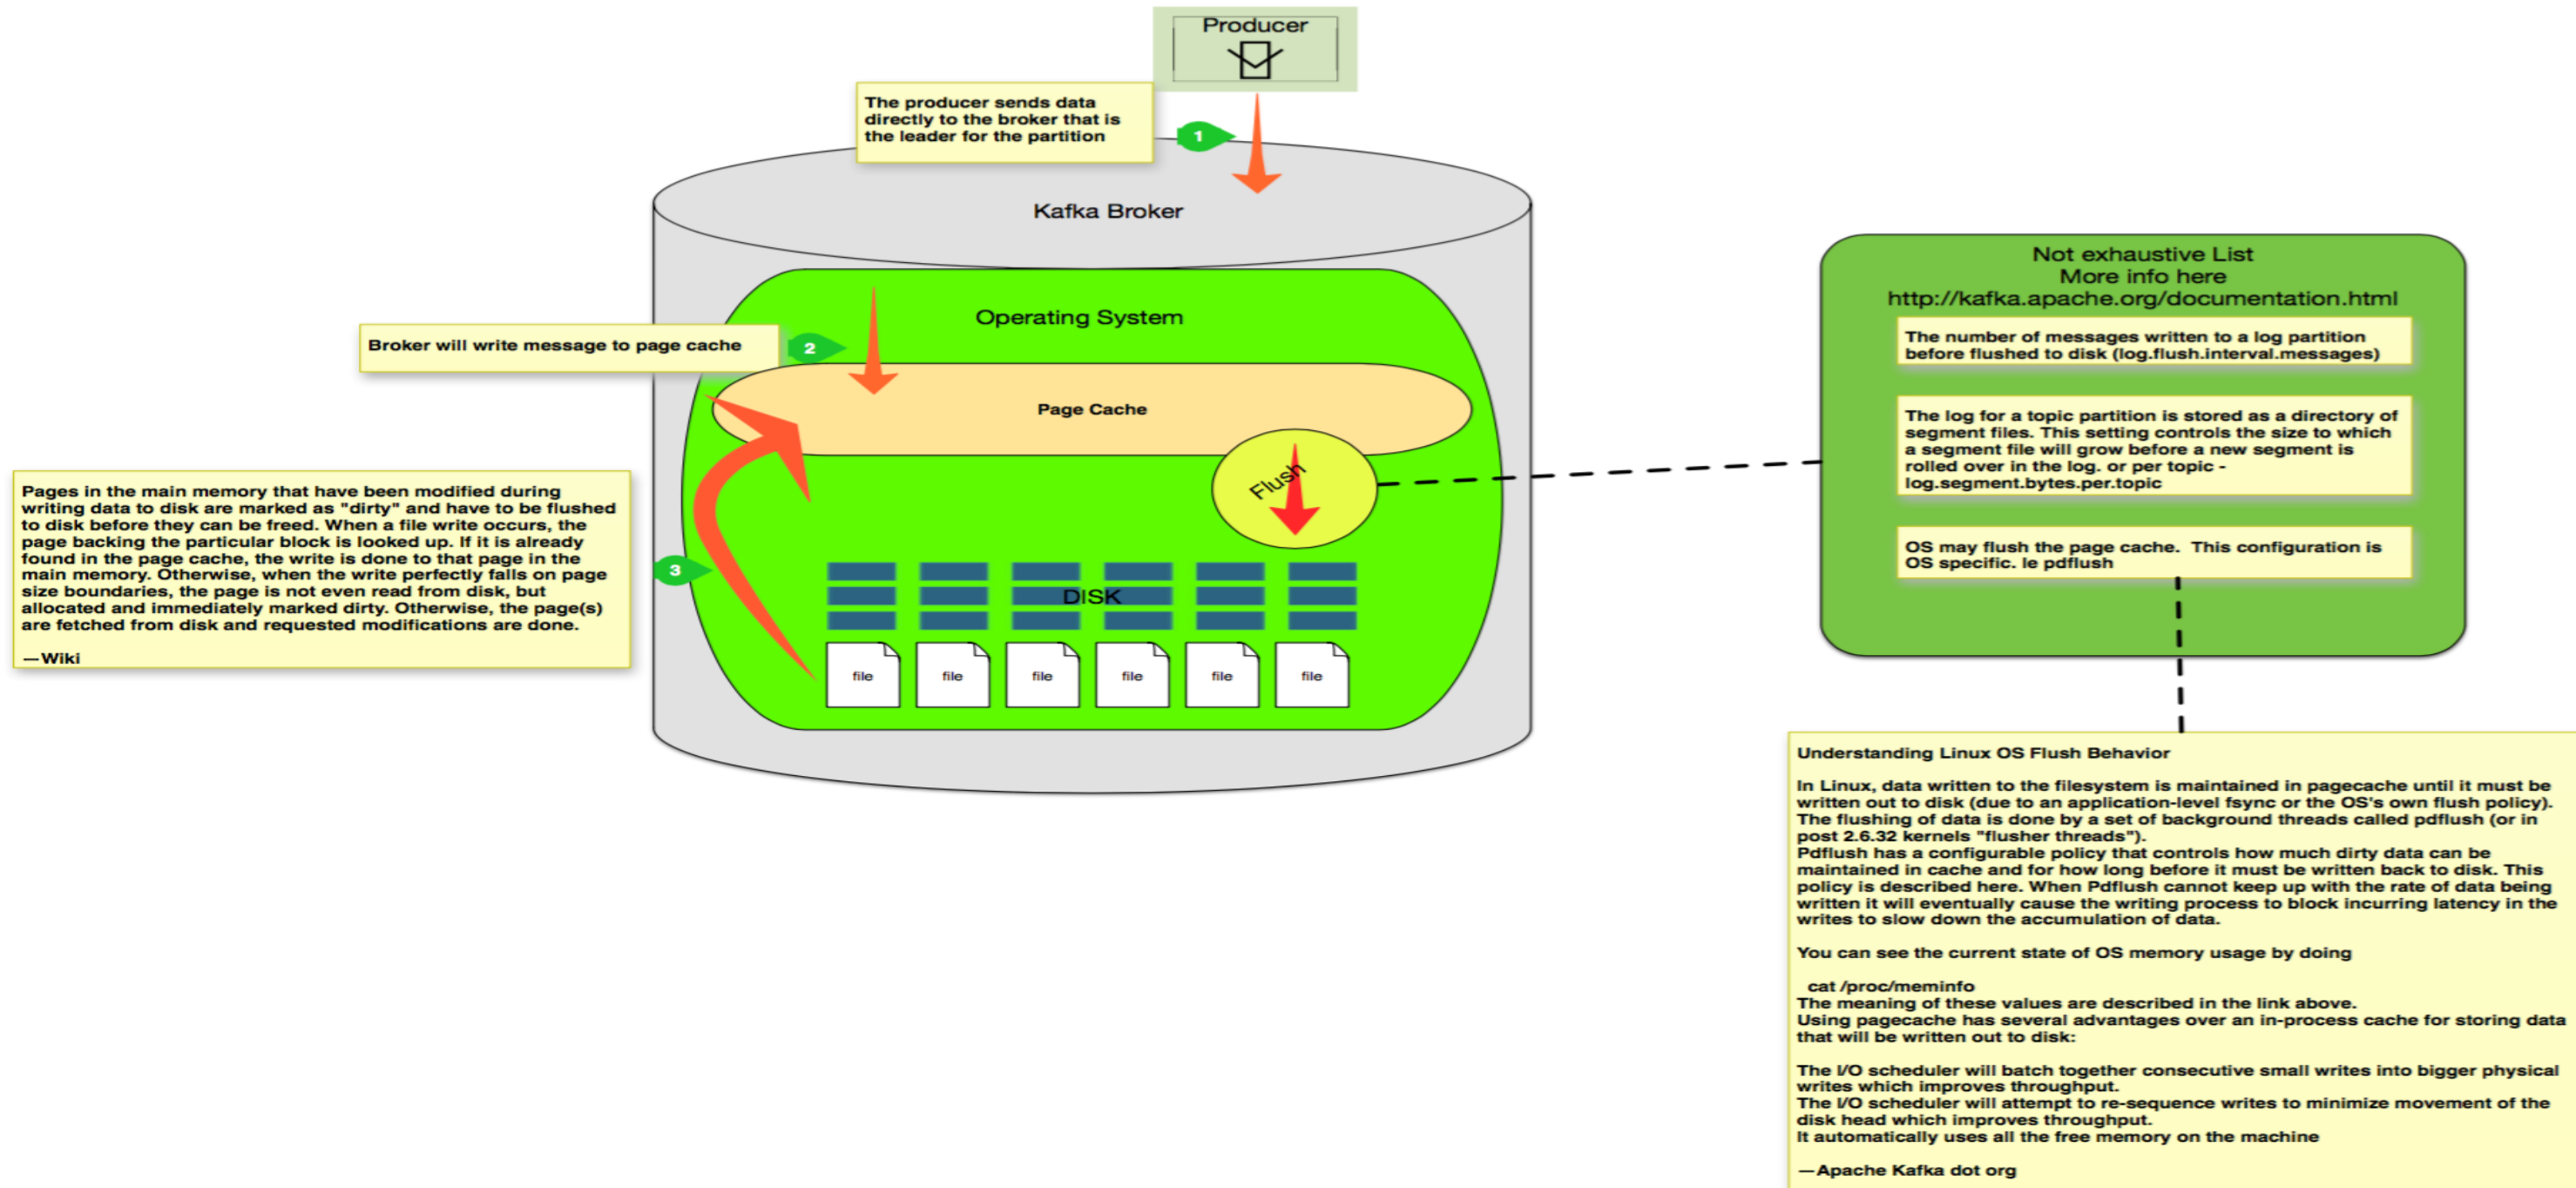 Producer
The producer sends data
directly to the broker that is
the leader for the partition
1
Kafka Broker
Operating System
Broker will write message to page cache
2
Page Cache
Flush
Pages in the main memory that have been modified during
writing data to disk are marked as "dirty" and have to be flushed
to disk before they can be freed. When a file write occurs, the
page backing the particular block is looked up. If it is already
found in the page cache, the write is done to that page in the
main memory. Otherwise, when the write perfectly falls on page
size boundaries, the page is not even read from disk, but
allocated and immediately marked dirty. Otherwise, the page(s)
are fetched from disk and requested modifications are done.
—Wiki
3
DISK
file
file
file
file
file
file
Not exhaustive List
More info here
http://kafka.apache.org/documentation.html
The number of messages written to a log partition
before flushed to disk (log.flush.interval.messages)
The log for a topic partition is stored as a directory of
segment files. This setting controls the size to which
a segment file will grow before a new segment is
rolled over in the log. or per topic -
log.segment.bytes.per.topic
OS may flush the page cache.  This configuration is
OS specific. Ie pdflush
Understanding Linux OS Flush Behavior
In Linux, data written to the filesystem is maintained in pagecache until it must be
written out to disk (due to an application-level fsync or the OS's own flush policy).
The flushing of data is done by a set of background threads called pdflush (or in
post 2.6.32 kernels "flusher threads").
Pdflush has a configurable policy that controls how much dirty data can be
maintained in cache and for how long before it must be written back to disk. This
policy is described here. When Pdflush cannot keep up with the rate of data being
written it will eventually cause the writing process to block incurring latency in the
writes to slow down the accumulation of data.
You can see the current state of OS memory usage by doing
cat /proc/meminfo
The meaning of these values are described in the link above.
Using pagecache has several advantages over an in-process cache for storing data
that will be written out to disk:
The I/O scheduler will batch together consecutive small writes into bigger physical
writes which improves throughput.
The I/O scheduler will attempt to re-sequence writes to minimize movement of the
disk head which improves throughput.
It automatically uses all the free memory on the machine
—Apache Kafka dot org